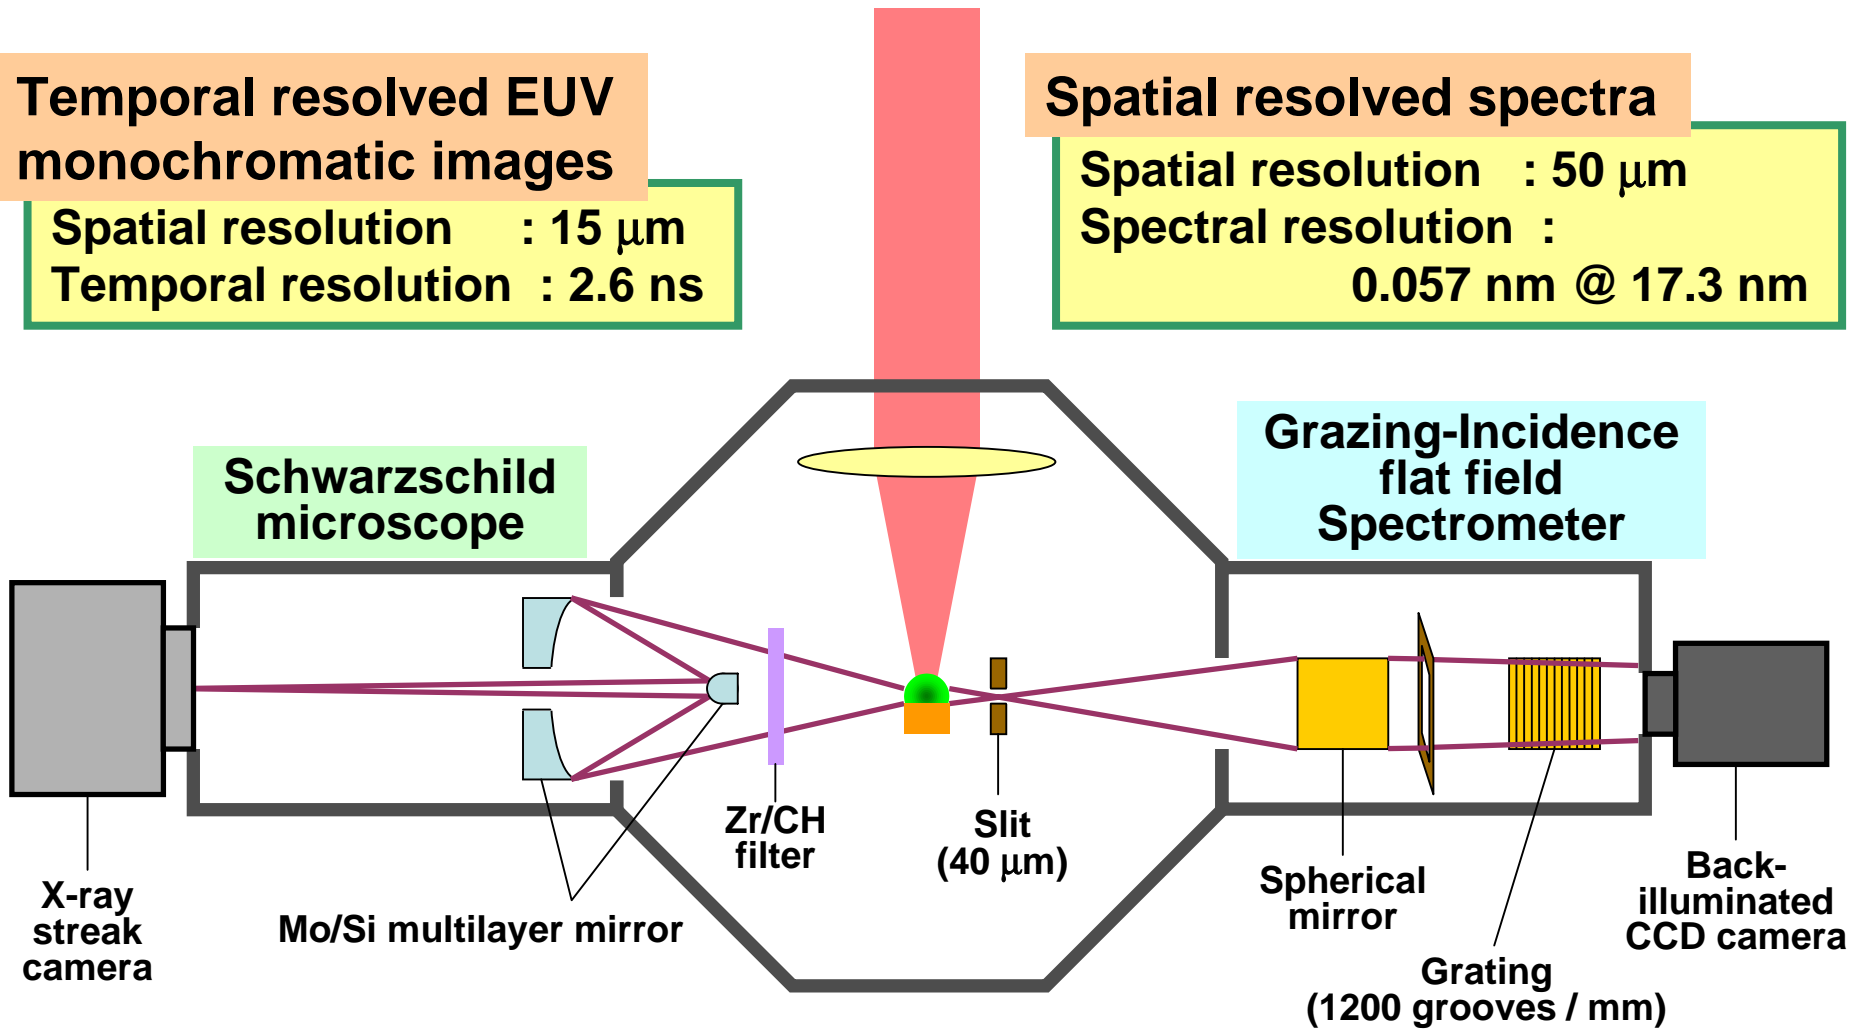 Temporal resolved EUV
monochromatic images
Spatial resolution : 15 μm
Temporal resolution : 2.6 ns
Spatial resolved spectra
Spatial resolution : 50 μm
Spectral resolution :
0.057 nm @ 17.3 nm
Schwarzschild
microscope
Grazing-Incidence
flat field
Spectrometer
X-ray
streak
camera
Mo/Si multilayer mirror
Zr/CH
filter
Slit
(40 μm)
Spherical
mirror
Grating
(1200 grooves / mm)
Back-
illuminated
CCD camera